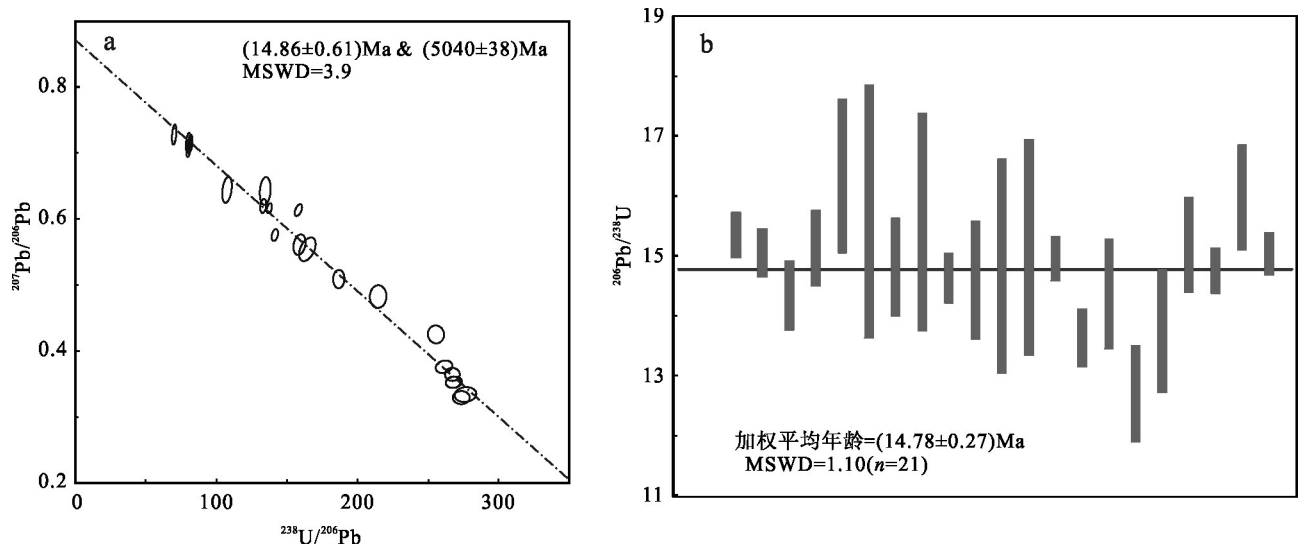 a
(14.86±0.61)Ma & (5040±38)Ma
MSWD=3.9
0.8
0.6
0.4
0.2
²⁰⁷Pb/²⁰⁶Pb
0
100
200
300
²³⁸U/²⁰⁶Pb
b
19
17
15
13
11
²⁰⁶Pb/²³⁸U
加权平均年龄=(14.78±0.27)Ma
MSWD=1.10(n=21)